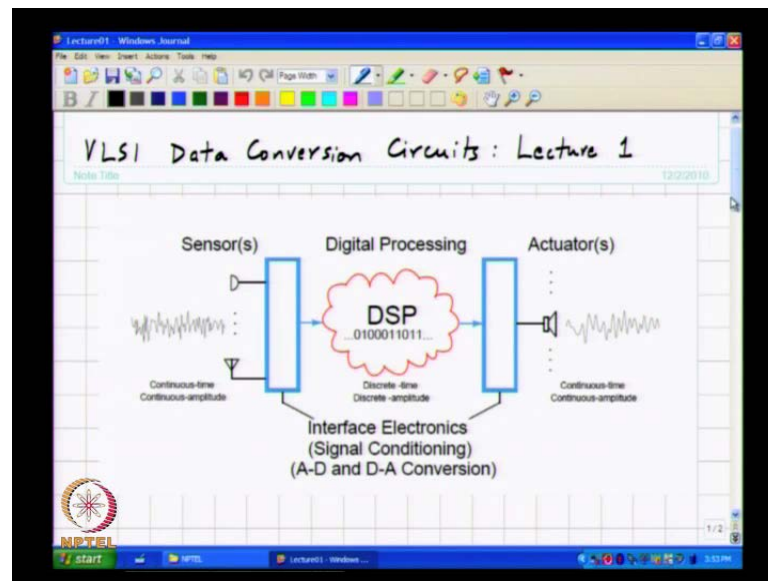 Lecture01 - Windows Journal
File Edit View Insert Actions Tools Help
Page Width
B I
VLSI Data Conversion Circuits : Lecture 1
Note Title
12/2/2010
Sensor(s) Digital Processing Actuator(s)
DSP
...0100011011...
Continuous-time
Continuous-amplitude
Discrete -time
Discrete -amplitude
Continuous-time
Continuous-amplitude
Interface Electronics
(Signal Conditioning)
(A-D and D-A Conversion)
NPTEL
1/2
start NPTEL Lecture01 - Windows ... 3:53 PM